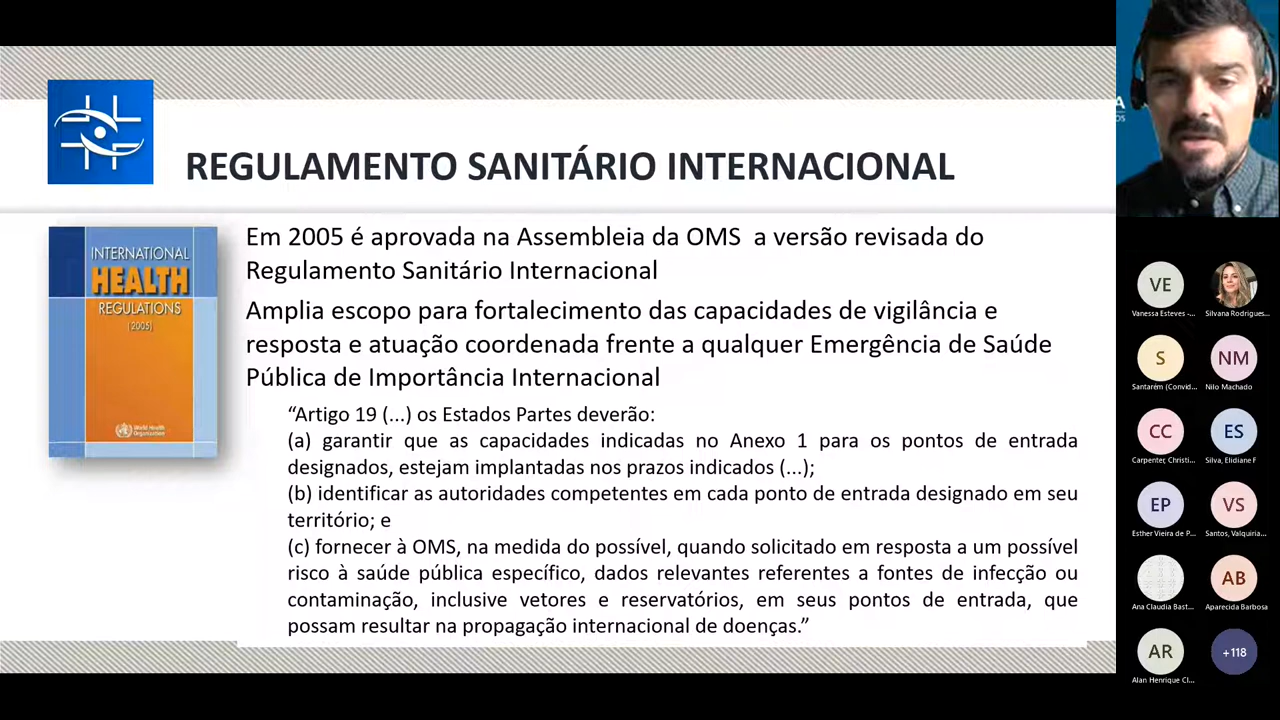 REGULAMENTO SANITÁRIO INTERNACIONAL
INTERNATIONAL
HEALTH
REGULATIONS
(2005)
World Health
Organization
Em 2005 é aprovada na Assembleia da OMS a versão revisada do
Regulamento Sanitário Internacional
Amplia escopo para fortalecimento das capacidades de vigilância e
resposta e atuação coordenada frente a qualquer Emergência de Saúde
Pública de Importância Internacional
“Artigo 19 (...) os Estados Partes deverão:
(a) garantir que as capacidades indicadas no Anexo 1 para os pontos de entrada
designados, estejam implantadas nos prazos indicados (...);
(b) identificar as autoridades competentes em cada ponto de entrada designado em seu
território; e
(c) fornecer à OMS, na medida do possível, quando solicitado em resposta a um possível
risco à saúde pública específico, dados relevantes referentes a fontes de infecção ou
contaminação, inclusive vetores e reservatórios, em seus pontos de entrada, que
possam resultar na propagação internacional de doenças.”
A
OS
VE
Vanessa Esteves -...
Silvana Rodrigues...
S
NM
Santarém (Convid...
Nilo Machado
CC
ES
Carpenter, Christi...
Silva, Elidiane F
EP
VS
Esther Vieira de P...
Santos, Valquiria...
Ana Claudia Bast...
AB
Aparecida Barbosa
AR
+118
Alan Henrique Cl...